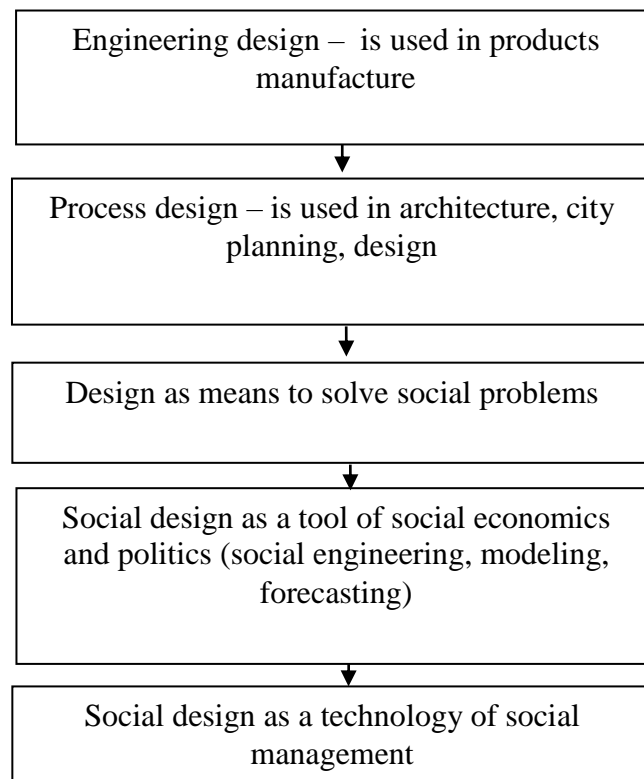 Engineering design – is used in products
manufacture
Process design – is used in architecture, city
planning, design
Design as means to solve social problems
Social design as a tool of social economics
and politics (social engineering, modeling,
forecasting)
Social design as a technology of social
management